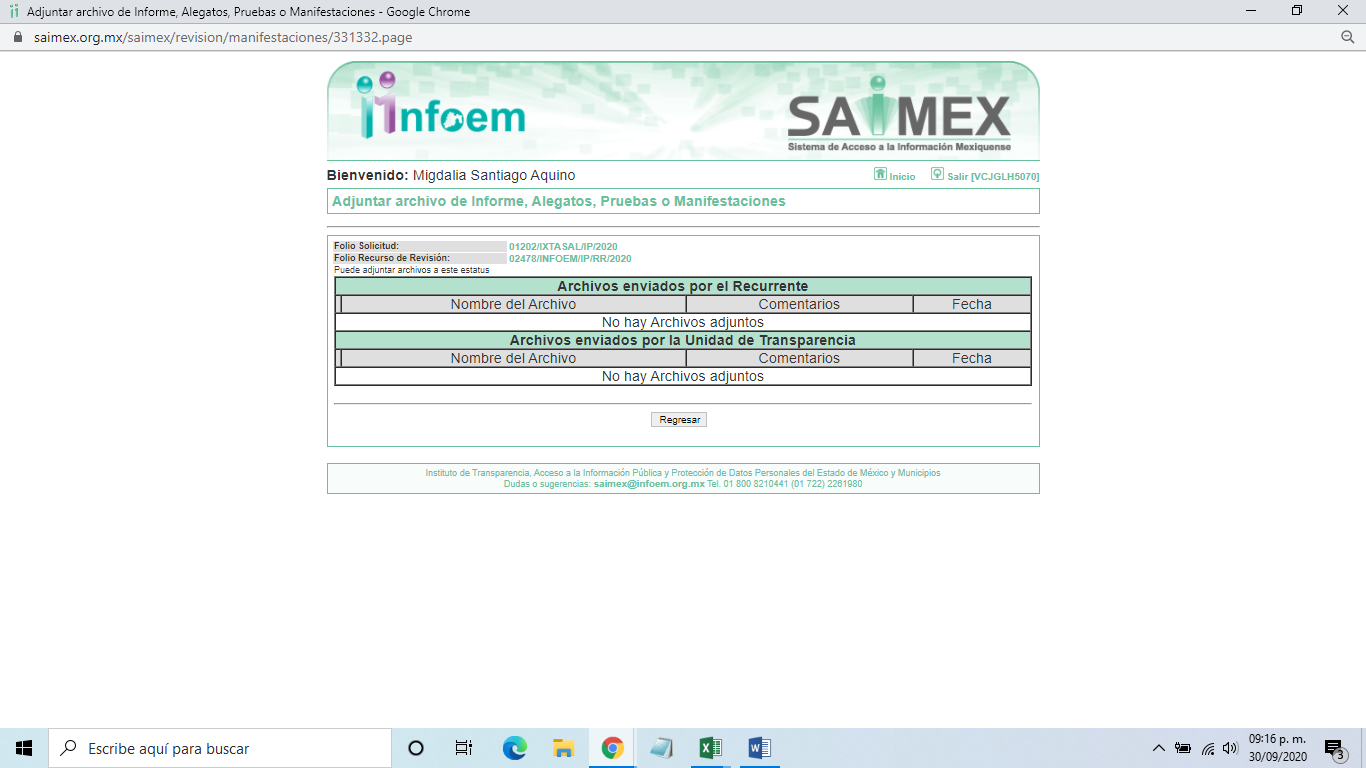 Adjuntar archivo de Informe, Alegatos, Pruebas o Manifestaciones - Google Chrome
saimex.org.mx/saimex/revision/manifestaciones/331332.page
infoem
SAIMEX
Sistema de Acceso a la Información Mexiquense
Bienvenido: Migdalia Santiago Aquino
Inicio Salir [VCJGLH5070]
Adjuntar archivo de Informe, Alegatos, Pruebas o Manifestaciones
Folio Solicitud: 01202/IXTASAL/IP/2020
Folio Recurso de Revisión: 02478/INFOEM/IP/RR/2020
Puede adjuntar archivos a este estatus
Archivos enviados por el Recurrente
Nombre del Archivo Comentarios Fecha
No hay Archivos adjuntos
Archivos enviados por la Unidad de Transparencia
Nombre del Archivo Comentarios Fecha
No hay Archivos adjuntos
Regresar
Instituto de Transparencia, Acceso a la Información Pública y Protección de Datos Personales del Estado de México y Municipios
Dudas o sugerencias: saimex@infoem.org.mx Tel. 01 800 8210441 (01 722) 2261980
Escribe aquí para buscar
09:16 p. m.
30/09/2020
3